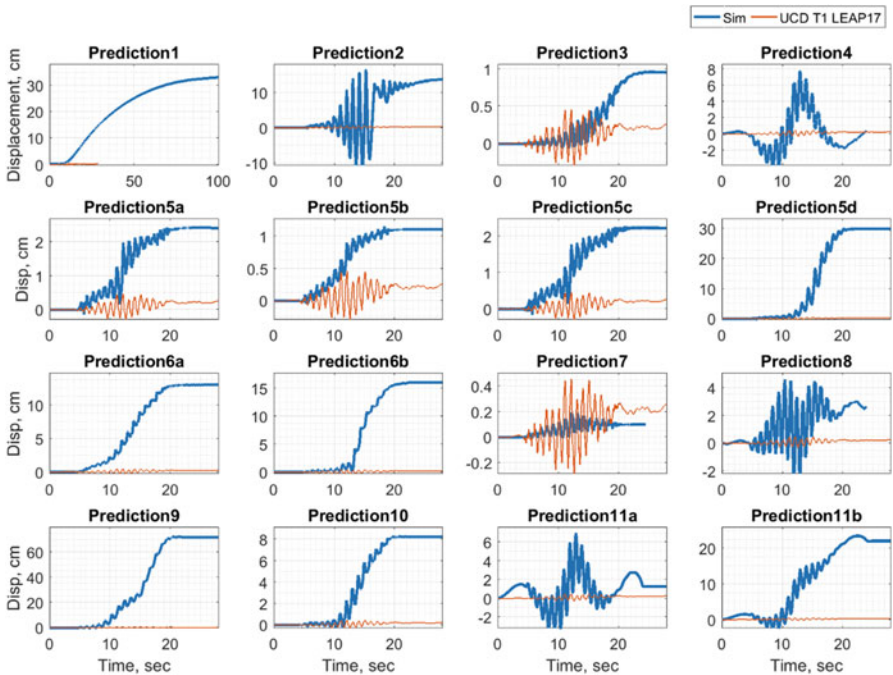 Sim UCD T1 LEAP17
Prediction1 Prediction2 Prediction3 Prediction4
Displacement, cm
30
20
10
0
0 50 100
10
0
-10
0 10 20
1
0.5
0
0 10 20
8
6
4
2
0
-2
0 10 20
Prediction5a Prediction5b Prediction5c Prediction5d
Disp, cm
2
1
0
0 10 20
1
0.5
0
0 10 20
2
1
0
0 10 20
30
20
10
0
0 10 20
Prediction6a Prediction6b Prediction7 Prediction8
Disp, cm
10
5
0
0 10 20
15
10
5
0
0 10 20
0.4
0.2
0
-0.2
0 10 20
4
2
0
-2
0 10 20
Prediction9 Prediction10 Prediction11a Prediction11b
Disp, cm
60
40
20
0
0 10 20
8
6
4
2
0
0 10 20
6
4
2
0
-2
0 10 20
20
10
0
0 10 20
Time, sec Time, sec Time, sec Time, sec